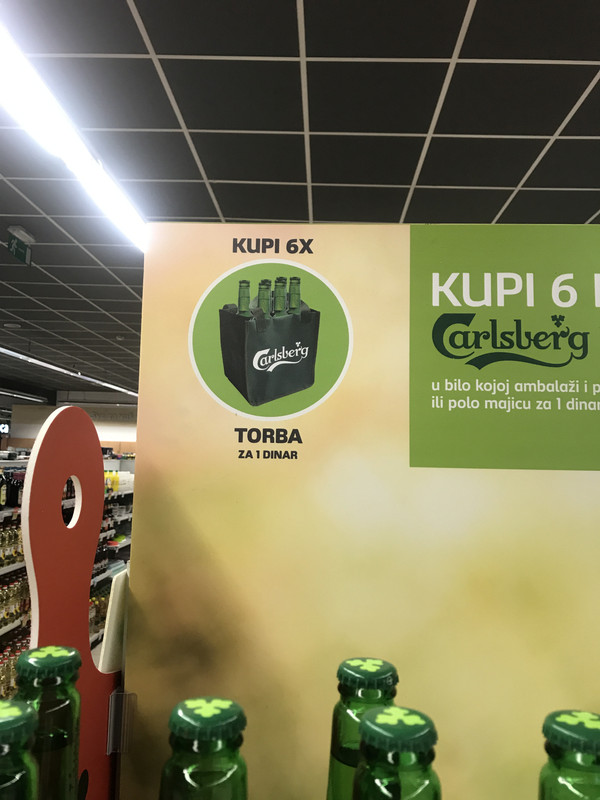 KUPI 6X
Carlsberg
TORBA
ZA 1 DINAR
KUPI 6
Carlsberg
u bilo kojoj ambalaži i
ili polo majicu za 1 dinar